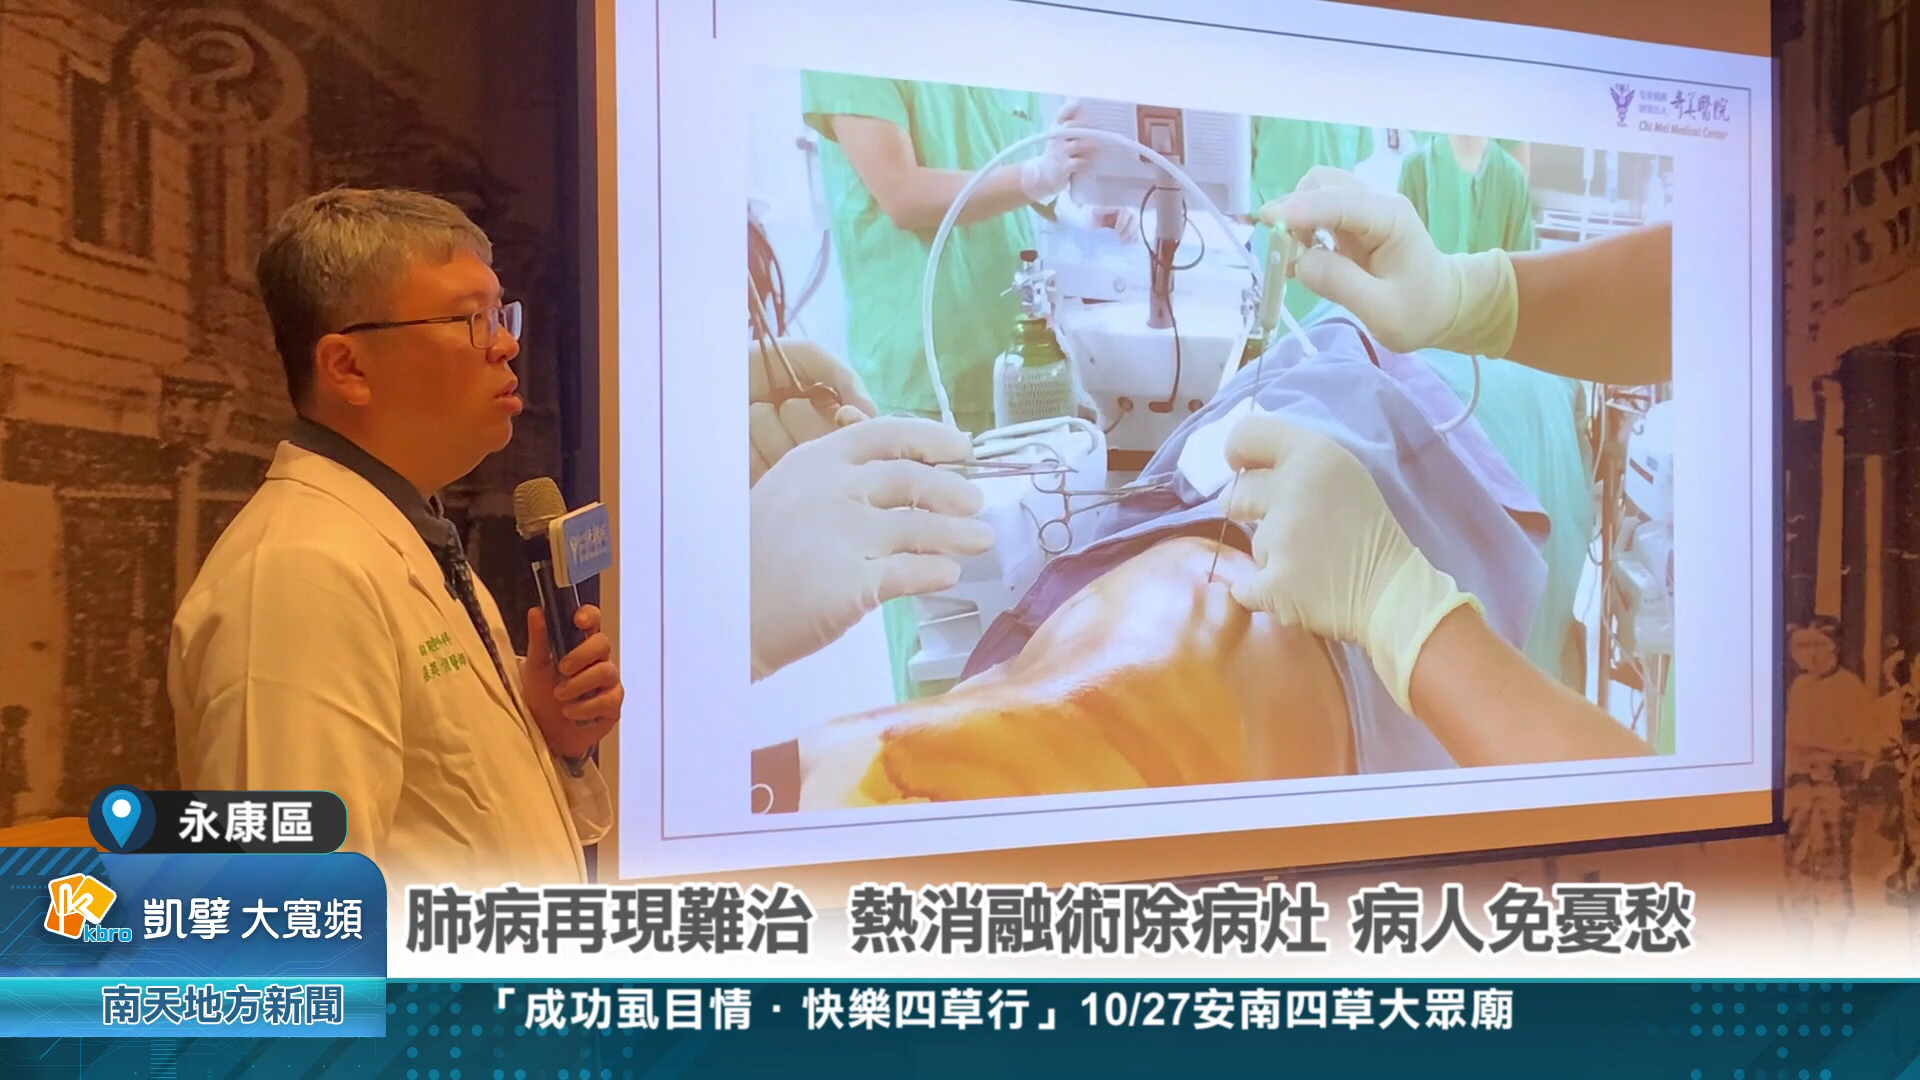 奇美醫院
Chi Mei Medical Center
永康區
kbro
凱擘大寬頻
肺病再現難治 熱消融術除病灶 病人免憂愁
南天地方新聞
「成功虱目情·快樂四草行」10/27安南四草大眾廟